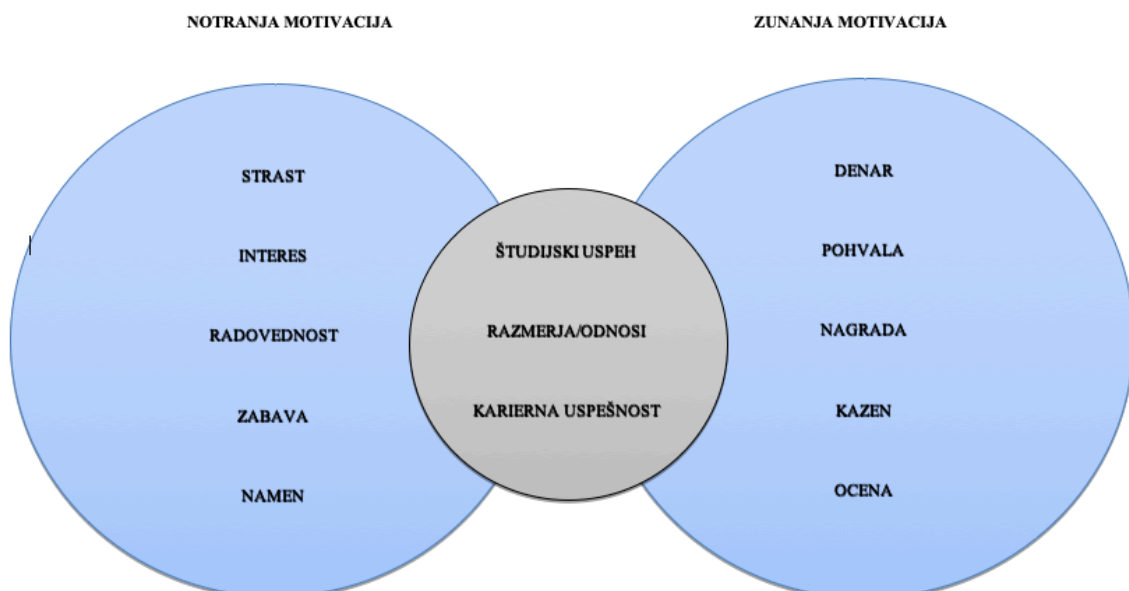 NOTRANJA MOTIVACIJA
ZUNANJA MOTIVACIJA
STRAST
INTERES
RADOVEDNOST
ZABAVA
NAMEN
ŠTUDIJSKI USPEH
RAZMERJA/ODNOSI
KARIERNA USPEŠNOST
DENAR
POHVALA
NAGRADA
KAZEN
OCENA